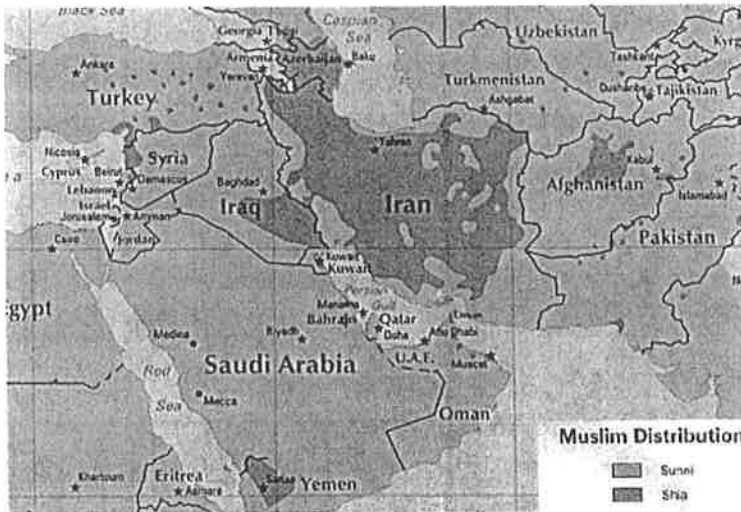 Black Sea
Caspian
Sea
Georgia
Uzbekistan
Tashkent
Kyrg
Armenia
Azerbaijan
Baku
Ankara
Yerevan
Turkmenistan
Dushanbe
Tajikistan
Turkey
Ashgabat
Tehran
Nicosia
Syria
Cyprus
Beirut
Kabul
Lebanon
Damascus
Baghdad
Afghanistan
Islamabad
Israel
Iraq
Iran
Jerusalem
Amman
Pakistan
Cairo
Jordan
Kuwait
Kuwait
Persian
Gulf
Egypt
Manama
Bahrain
Qatar
Medina
Riyadh
Doha
Abu Dhabi
Saudi Arabia
U.A.E.
Muscat
Red
Mecca
Sea
Oman
Muslim Distribution
Sunni
Khartoum
Eritrea
Sanaa
Yemen
Shia
Asmara